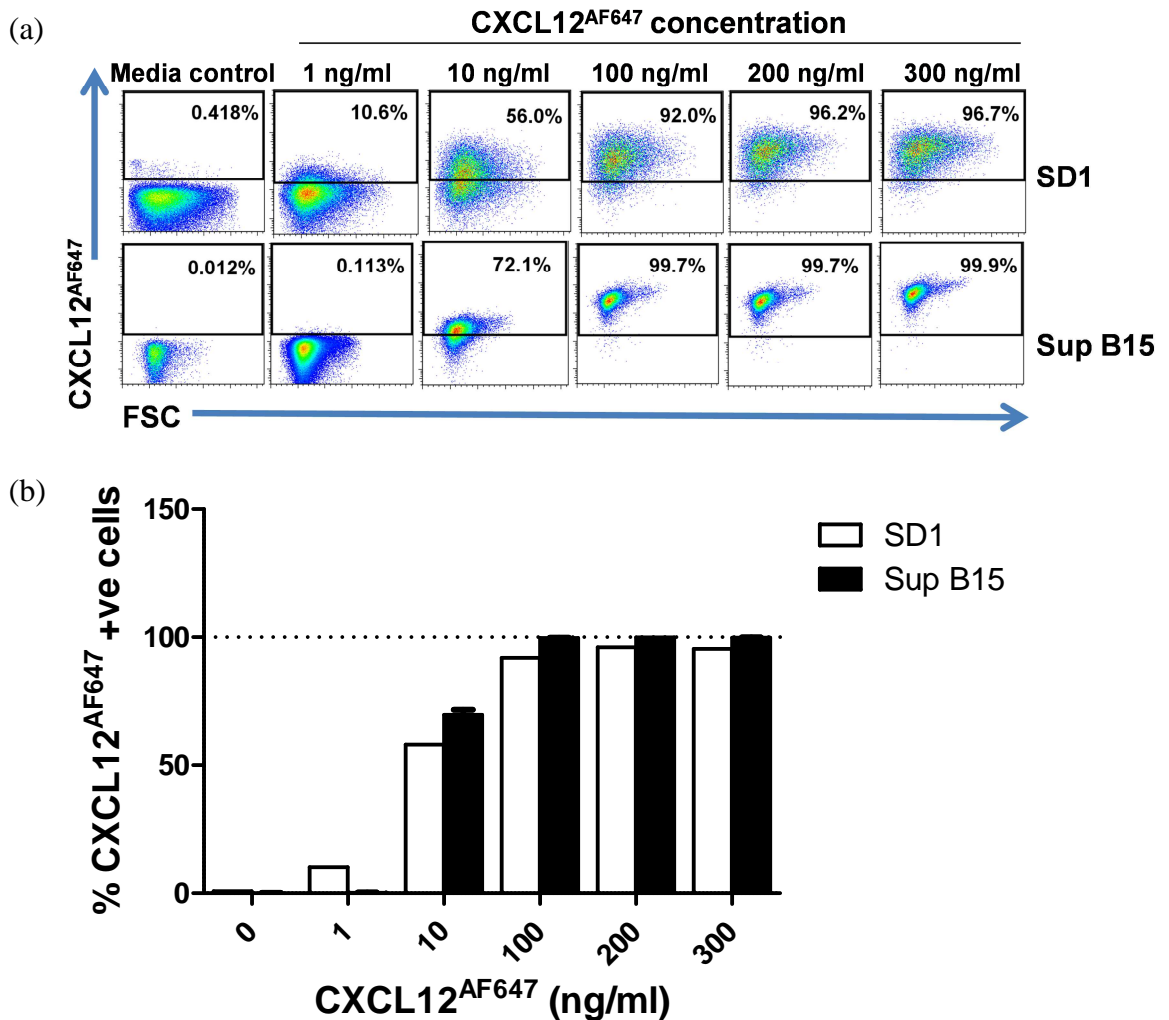 (a)
CXCL12AF647 concentration
Media control 1 ng/ml 10 ng/ml 100 ng/ml 200 ng/ml 300 ng/ml
0.418% 10.6% 56.0% 92.0% 96.2% 96.7%
SD1
0.012% 0.113% 72.1% 99.7% 99.7% 99.9%
Sup B15
CXCL12AF647
FSC
(b)
% CXCL12AF647 +ve cells
150
100
50
0
SD1
Sup B15
0 1 10 100 200 300
CXCL12AF647 (ng/ml)